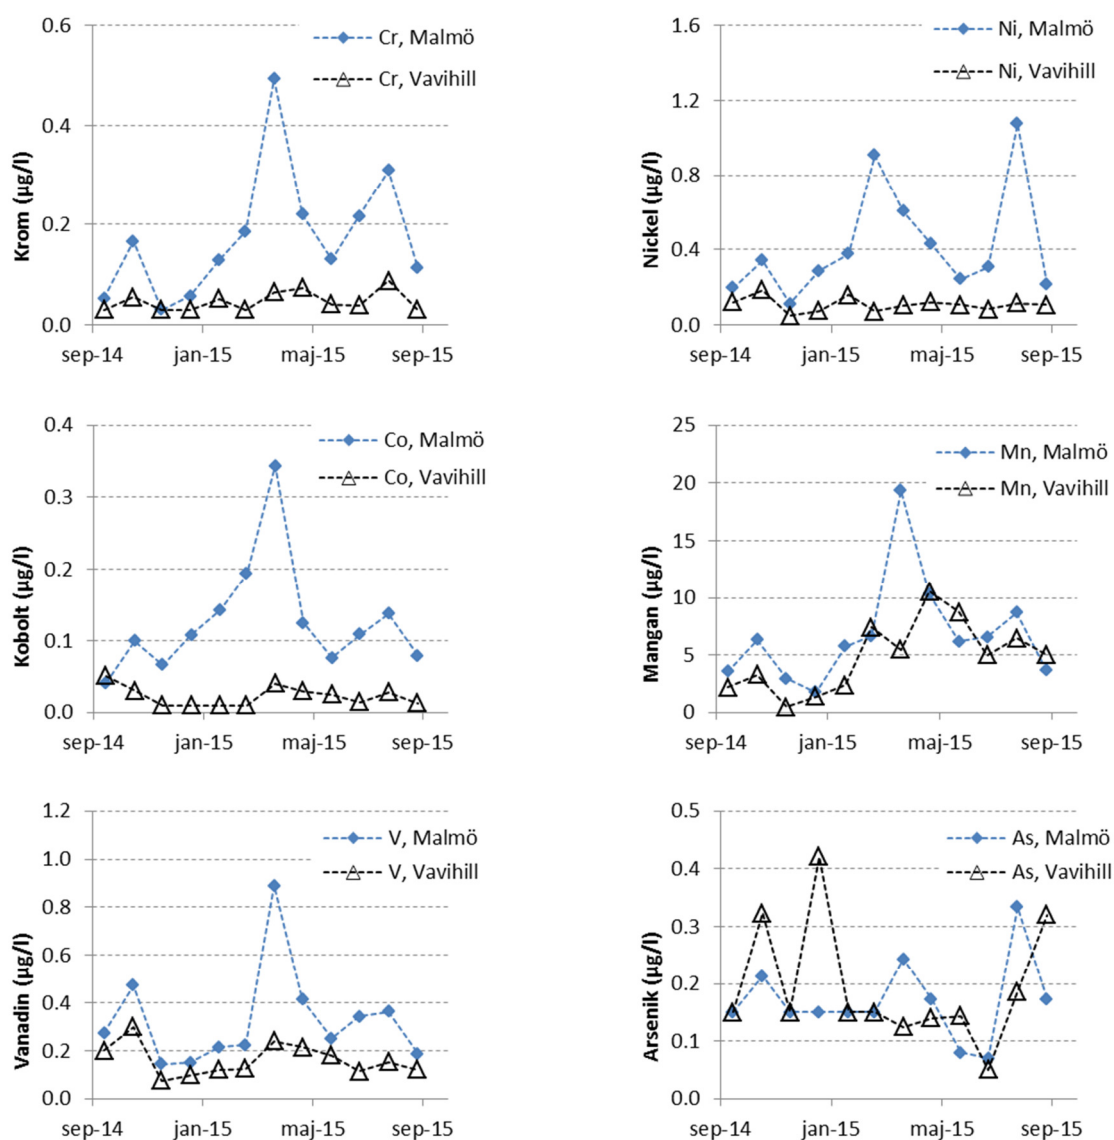 Krom (µg/l)
0.6
0.4
0.2
0.0
Cr, Malmö
Cr, Vavihill
sep-14 jan-15 maj-15 sep-15
Nickel (µg/l)
1.6
1.2
0.8
0.4
0.0
Ni, Malmö
Ni, Vavihill
sep-14 jan-15 maj-15 sep-15
Kobolt (µg/l)
0.4
0.3
0.2
0.1
0.0
Co, Malmö
Co, Vavihill
sep-14 jan-15 maj-15 sep-15
Mangan (µg/l)
25
20
15
10
5
0
Mn, Malmö
Mn, Vavihill
sep-14 jan-15 maj-15 sep-15
Vanadin (µg/l)
1.2
1.0
0.8
0.6
0.4
0.2
0.0
V, Malmö
V, Vavihill
sep-14 jan-15 maj-15 sep-15
Arsenik (µg/l)
0.5
0.4
0.3
0.2
0.1
0.0
As, Malmö
As, Vavihill
sep-14 jan-15 maj-15 sep-15